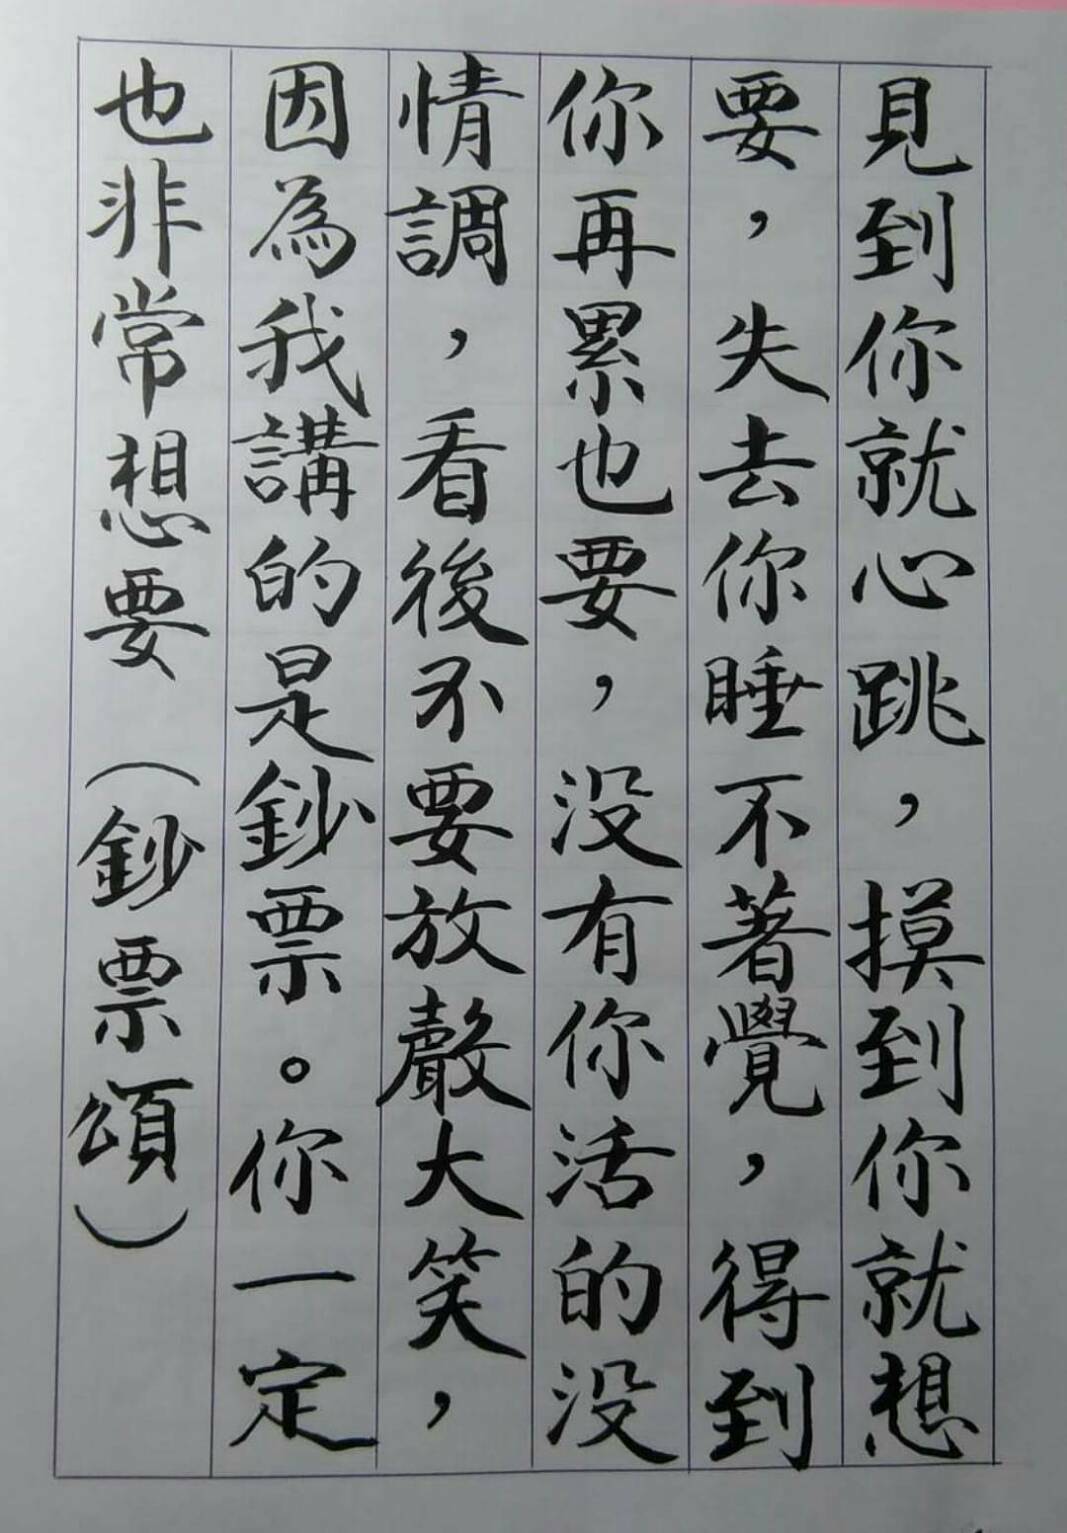 見到你就心跳，摸到你就想
要，失去你睡不著覺，得到
你再累也要，没有你活的没
情調，看後不要放聲大笑，
因為我講的是鈔票。你一定
也非常想要（鈔票頌）